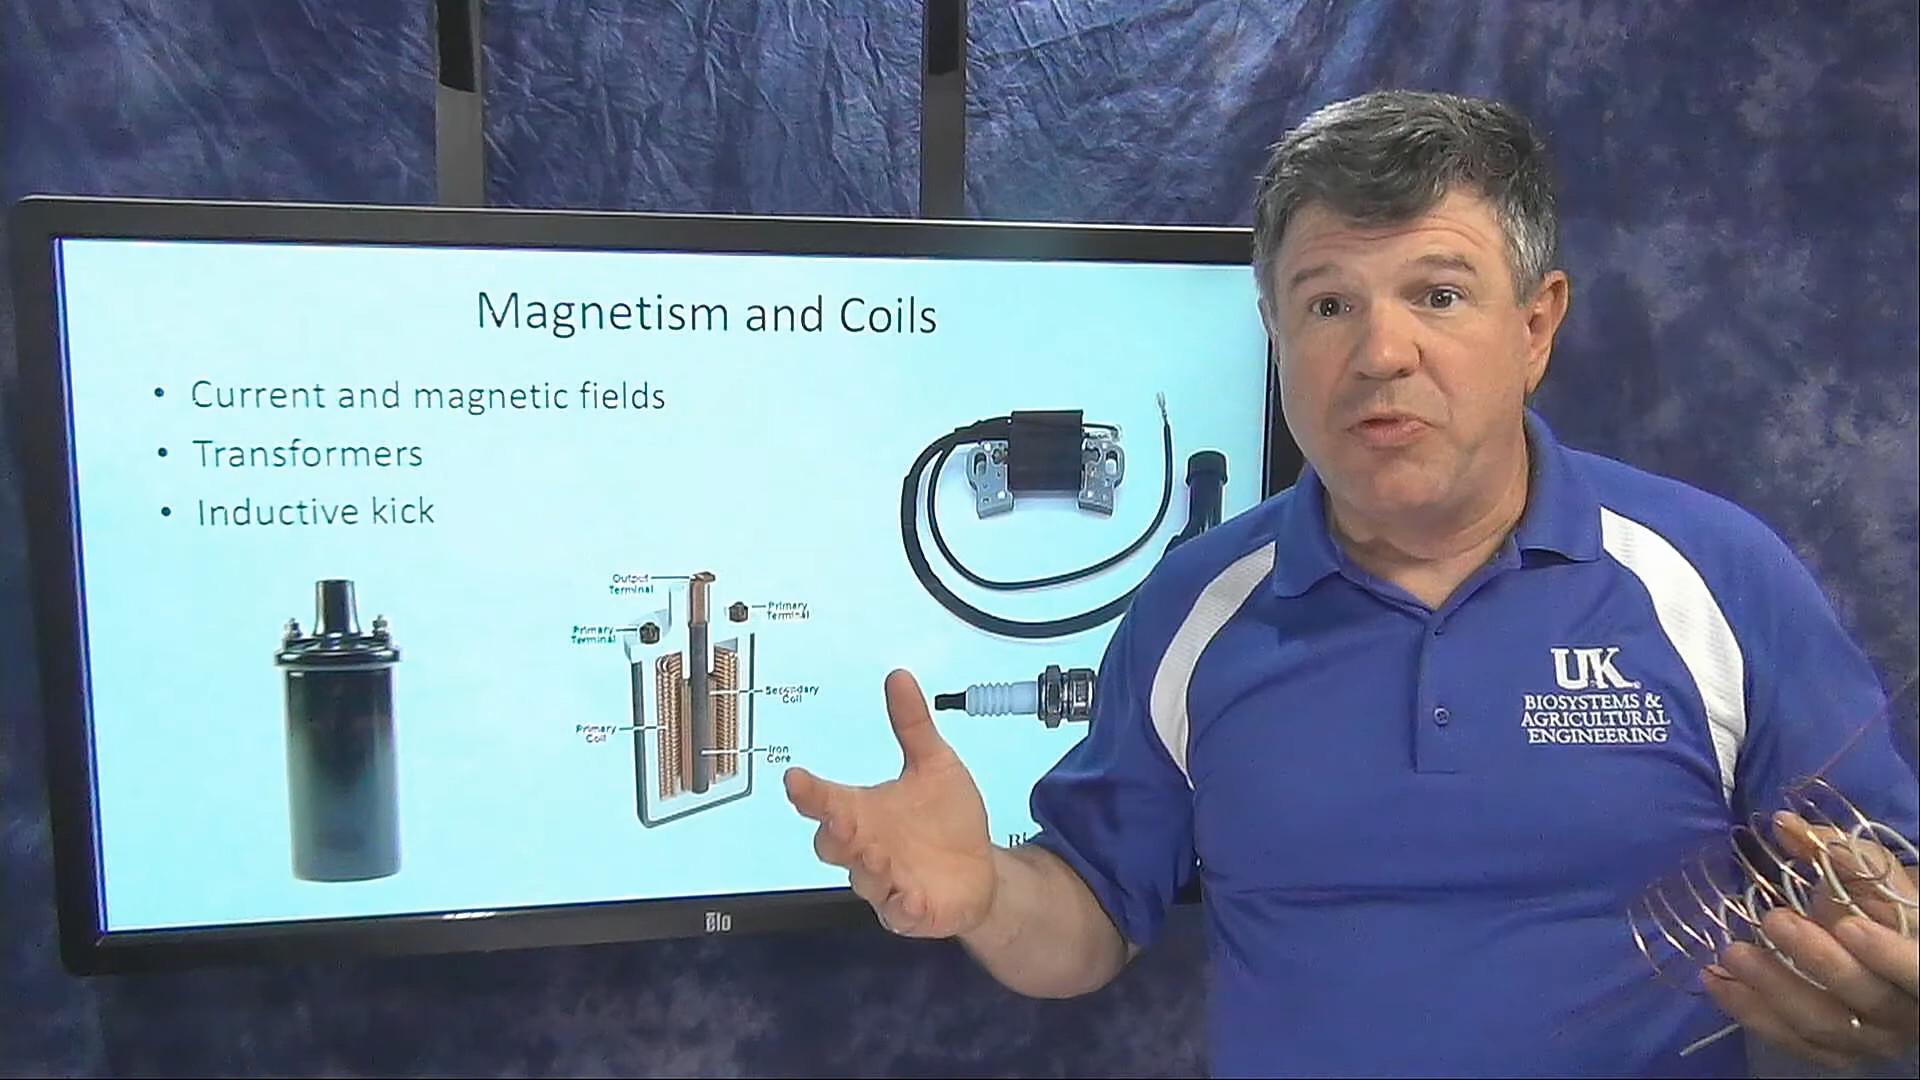 Magnetism and Coils
• Current and magnetic fields
• Transformers
• Inductive kick
Output
Terminal
Primary
Terminal
Primary
Terminal
Secondary
Coil
Primary
Coil
Iron
Core
elo
UK
BIOSYSTEMS &
AGRICULTURAL
ENGINEERING